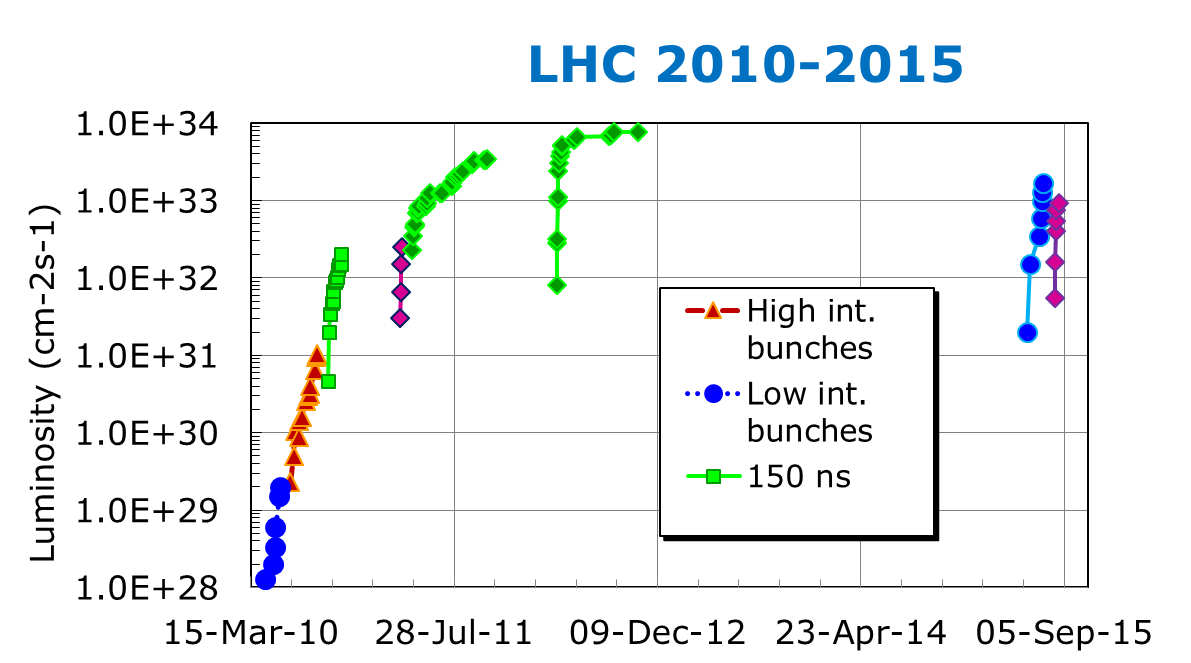 LHC 2010-2015
Luminosity (cm-2s-1)
1.0E+34
1.0E+33
1.0E+32
1.0E+31
1.0E+30
1.0E+29
1.0E+28
15-Mar-10
28-Jul-11
09-Dec-12
23-Apr-14
05-Sep-15
High int.
bunches
Low int.
bunches
150 ns